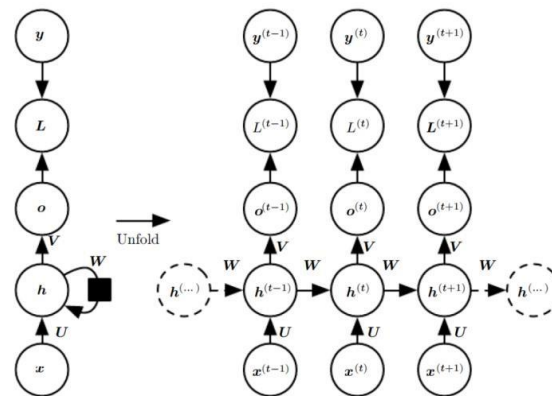 y y^(t−1) y^(t) y^(t+1)
L L^(t−1) L^(t) L^(t+1)
o o^(t−1) o^(t) o^(t+1)
Unfold
V V V V
W W W W W
h h^(...) h^(t−1) h^(t) h^(t+1) h^(...)
U U U U
x x^(t−1) x^(t) x^(t+1)